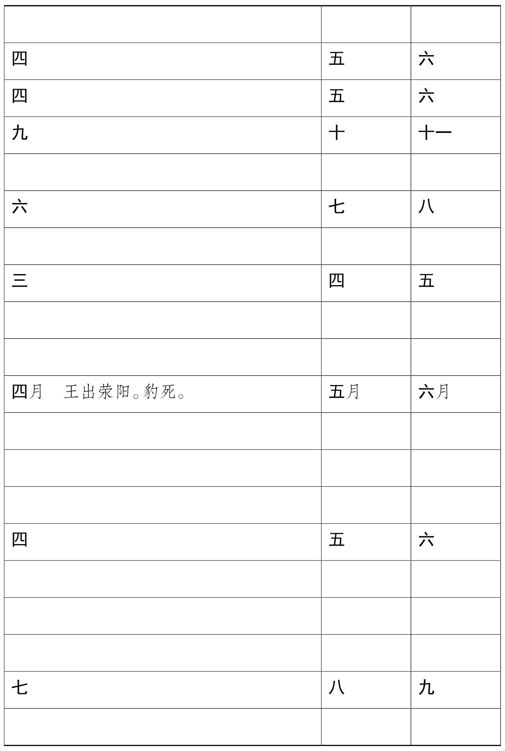 四 五 六
四 五 六
九 十 十一
六 七 八
三 四 五
四月 王出荥阳。豹死。 五月 六月
四 五 六
七 八 九